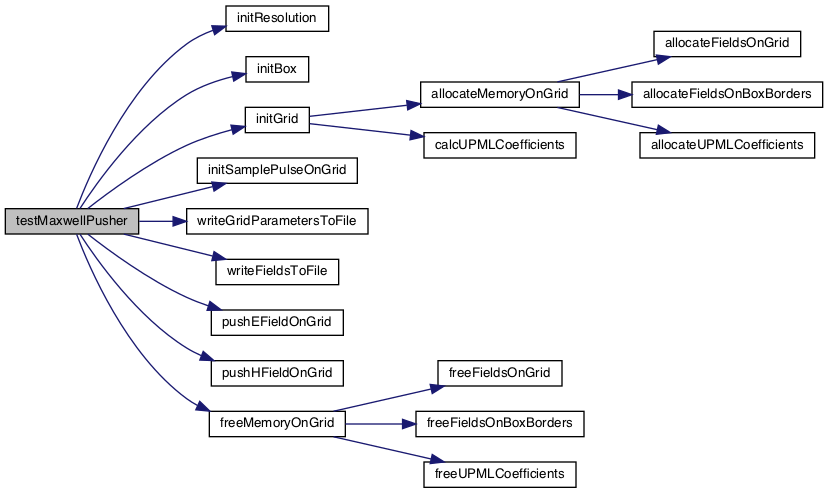 testMaxwellPusher
initResolution
initBox
initGrid
allocateMemoryOnGrid
allocateFieldsOnGrid
allocateFieldsOnBoxBorders
allocateUPMLCoefficients
calcUPMLCoefficients
initSamplePulseOnGrid
writeGridParametersToFile
writeFieldsToFile
pushEFieldOnGrid
pushHFieldOnGrid
freeMemoryOnGrid
freeFieldsOnGrid
freeFieldsOnBoxBorders
freeUPMLCoefficients